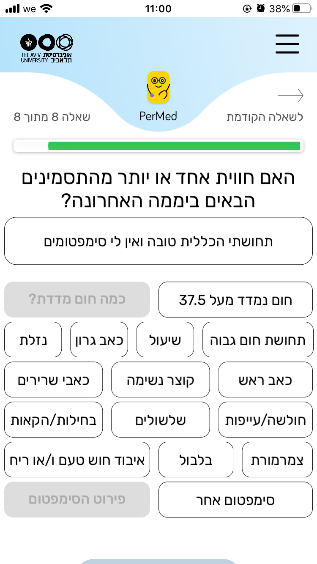 we 11:00 38%
אוניברסיטת תל אביב
TEL AVIV UNIVERSITY
PerMed
לשאלה הקודמת
שאלה 8 מתוך 8
האם חווית אחד או יותר מהתסמינים
הבאים ביממה האחרונה?
תחושתי הכללית טובה ואין לי סימפטומים
חום נמדד מעל 37.5 כמה חום מדדת?
תחושת חום גבוה שיעול כאב גרון נזלת
כאב ראש קוצר נשימה כאבי שרירים
חולשה/עייפות שלשולים בחילות/הקאות
צמרמורת בלבול איבוד חוש טעם ו/או ריח
סימפטום אחר פירוט הסימפטום